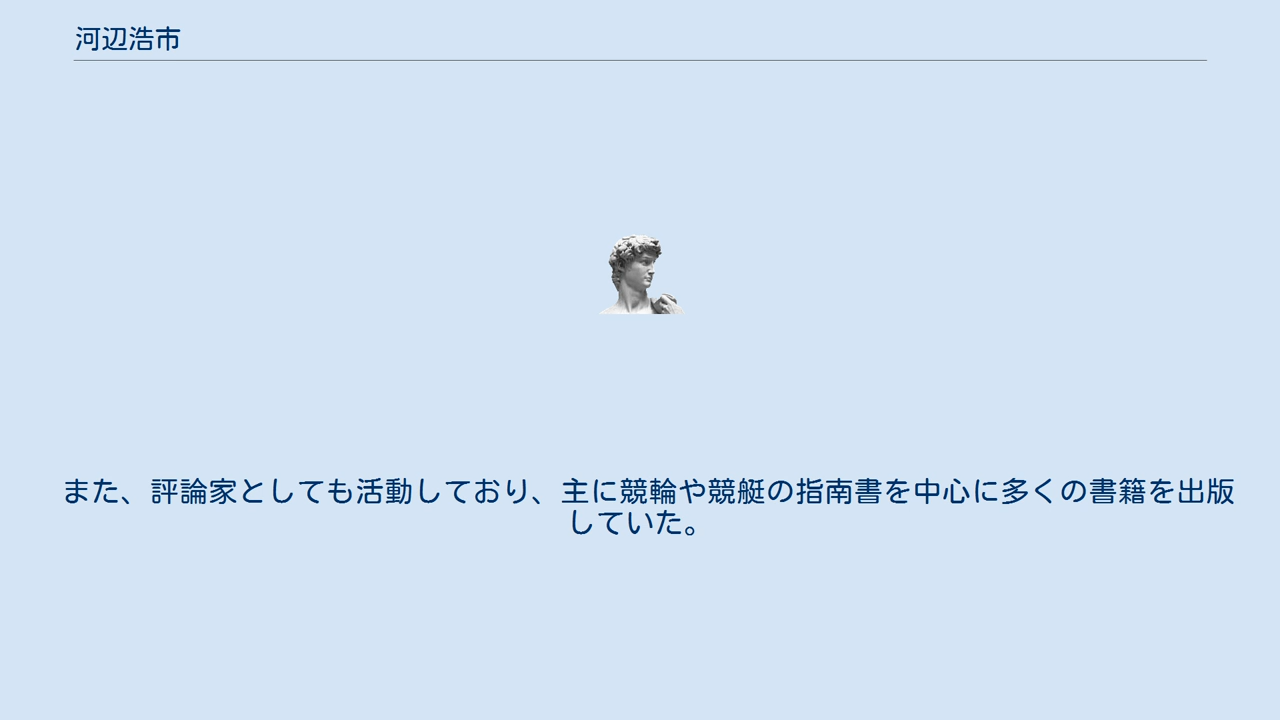 河辺浩市
また、評論家としても活動しており、主に競輪や競艇の指南書を中心に多くの書籍を出版
していた。